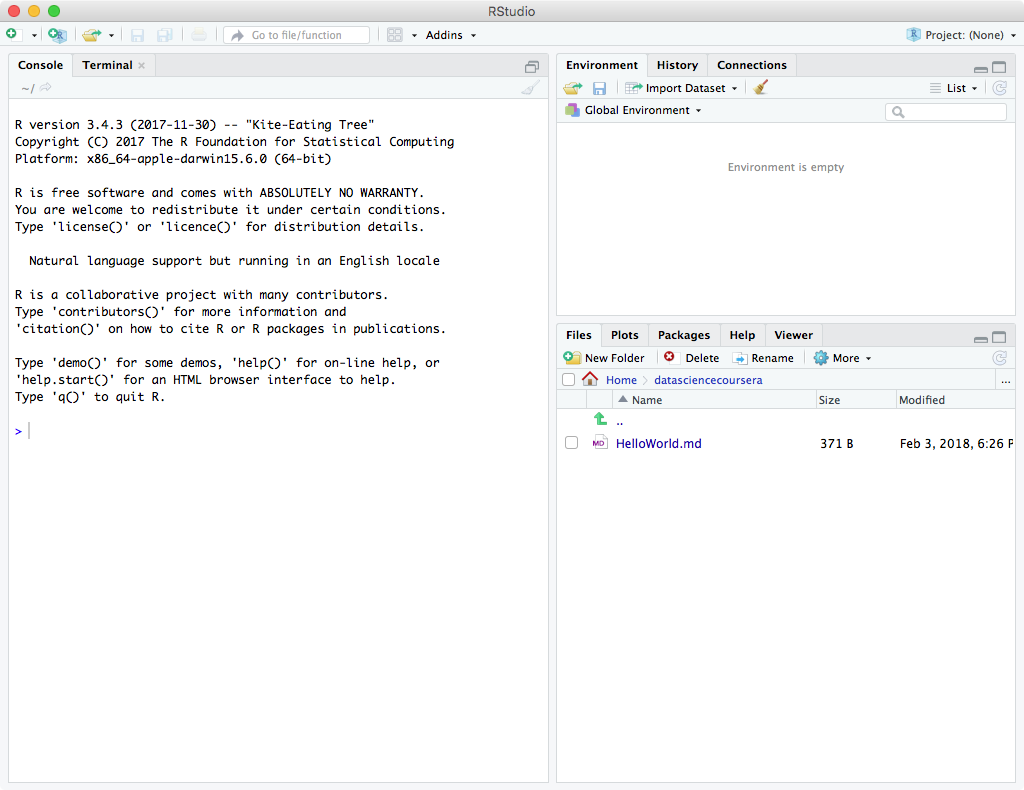 RStudio
Go to file/function
Addins
Project: (None)
Console Terminal
~/
R version 3.4.3 (2017-11-30) -- "Kite-Eating Tree"
Copyright (C) 2017 The R Foundation for Statistical Computing
Platform: x86_64-apple-darwin15.6.0 (64-bit)
R is free software and comes with ABSOLUTELY NO WARRANTY.
You are welcome to redistribute it under certain conditions.
Type 'license()' or 'licence()' for distribution details.
Natural language support but running in an English locale
R is a collaborative project with many contributors.
Type 'contributors()' for more information and
'citation()' on how to cite R or R packages in publications.
Type 'demo()' for some demos, 'help()' for on-line help, or
'help.start()' for an HTML browser interface to help.
Type 'q()' to quit R.
>
Environment History Connections
Import Dataset List
Global Environment
Environment is empty
Files Plots Packages Help Viewer
New Folder Delete Rename More
Home datasciencecoursera ...
Name Size Modified
..
MD HelloWorld.md 371 B Feb 3, 2018, 6:26 P